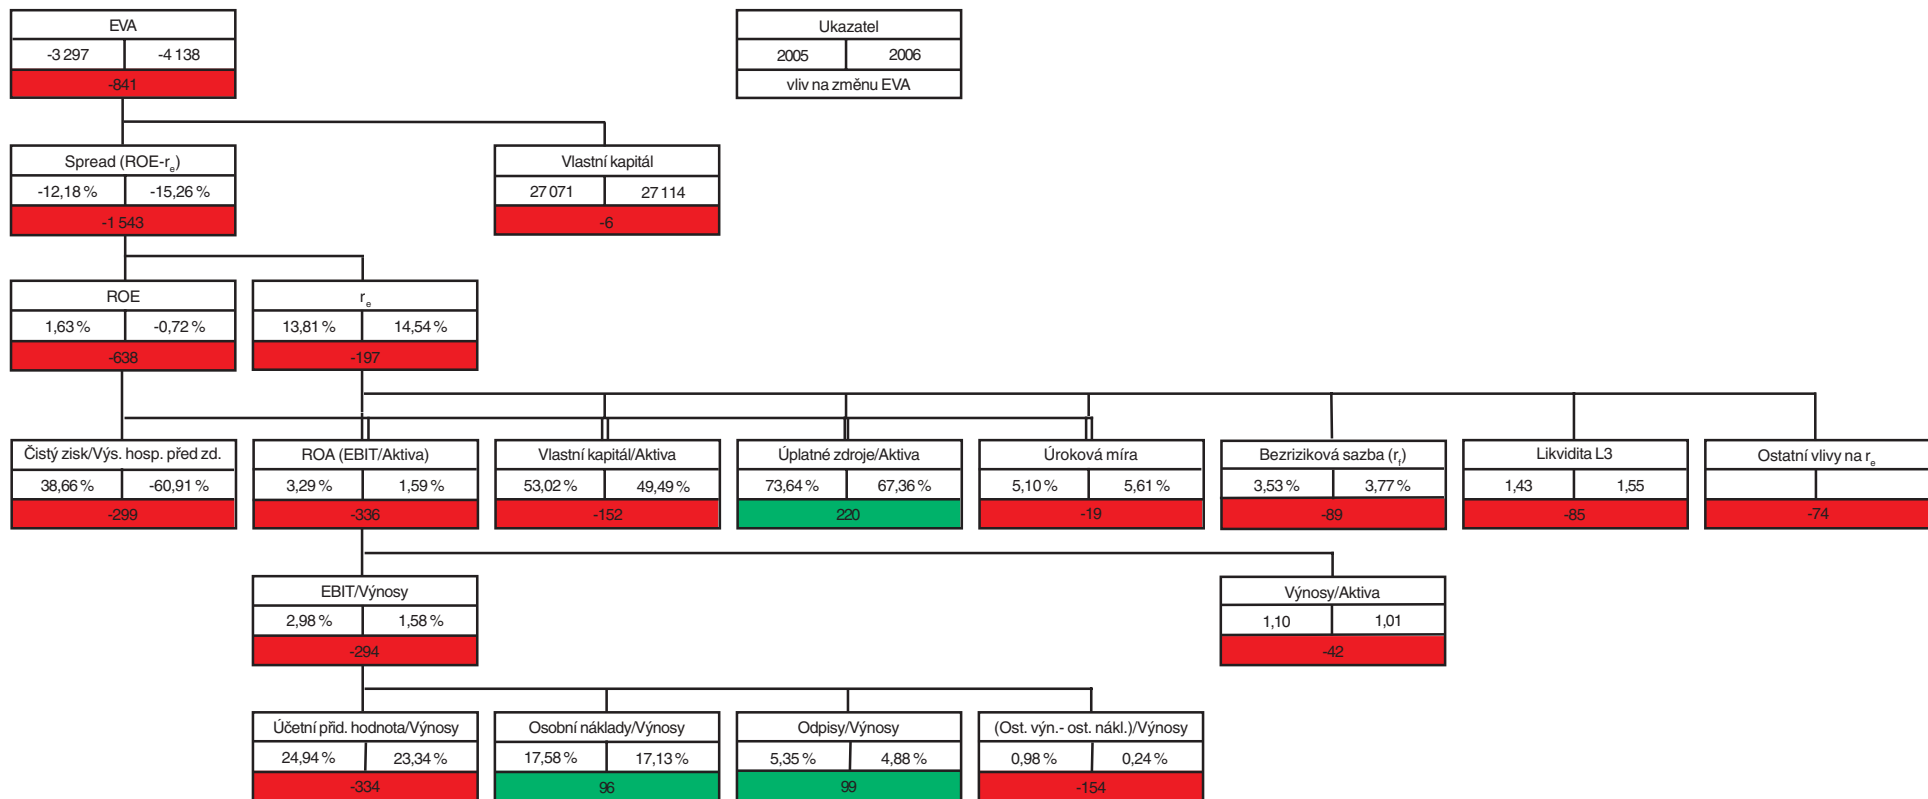 EVA
-3 297 -4 138
-841
Ukazatel
2005 2006
vliv na změnu EVA
Spread (ROE-re)
-12,18 % -15,26 %
-1 543
Vlastní kapitál
27 071 27 114
-6
ROE
1,63 % -0,72 %
-638
re
13,81 % 14,54 %
-197
Čistý zisk/Výs. hosp. před zd.
38,66 % -60,91 %
-299
ROA (EBIT/Aktiva)
3,29 % 1,59 %
-336
Vlastní kapitál/Aktiva
53,02 % 49,49 %
-152
Úplatné zdroje/Aktiva
73,64 % 67,36 %
220
Úroková míra
5,10 % 5,61 %
-19
Bezriziková sazba (rf)
3,53 % 3,77 %
-89
Likvidita L3
1,43 1,55
-85
Ostatní vlivy na re
-74
EBIT/Výnosy
2,98 % 1,58 %
-294
Výnosy/Aktiva
1,10 1,01
-42
Účetní přid. hodnota/Výnosy
24,94 % 23,34 %
-334
Osobní náklady/Výnosy
17,58 % 17,13 %
96
Odpisy/Výnosy
5,35 % 4,88 %
99
(Ost. výn.- ost. nákl.)/Výnosy
0,98 % 0,24 %
-154